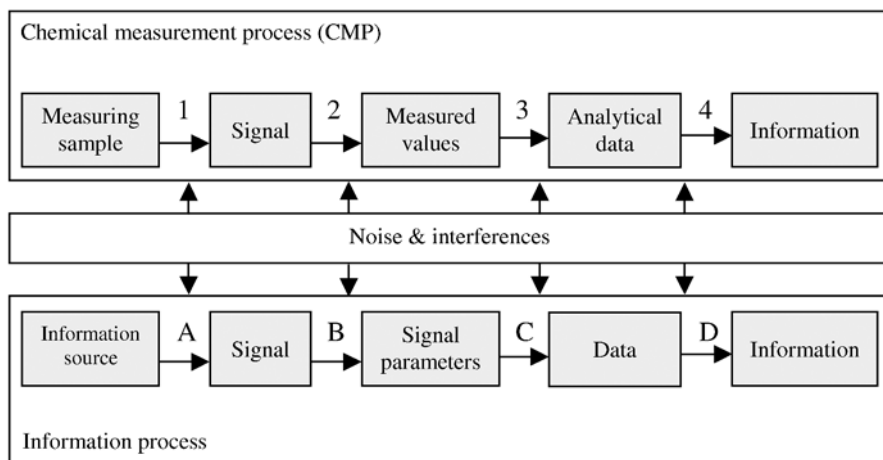 Chemical measurement process (CMP)
1 2 3 4
Measuring
sample
Signal
Measured
values
Analytical
data
Information
Noise & interferences
A B C D
Information
source
Signal
Signal
parameters
Data
Information
Information process